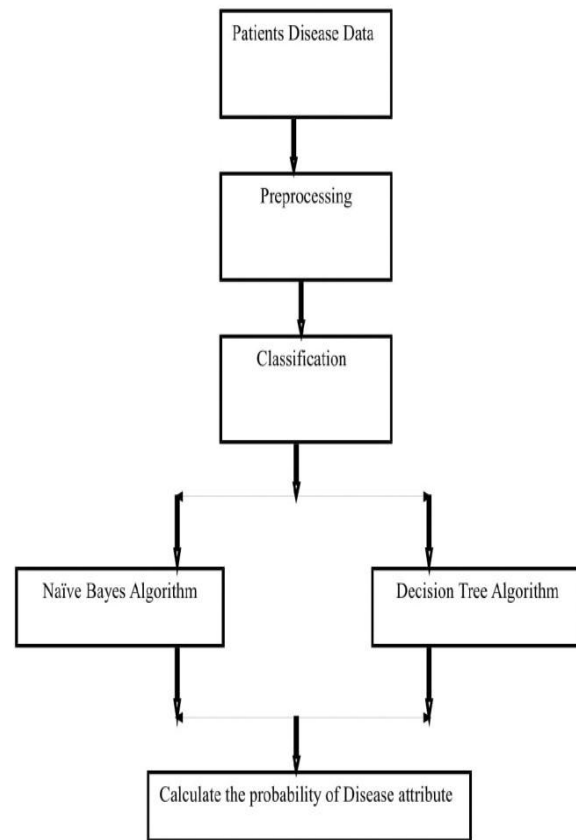 Patients Disease Data
Preprocessing
Classification
Naïve Bayes Algorithm
Decision Tree Algorithm
Calculate the probability of Disease attribute